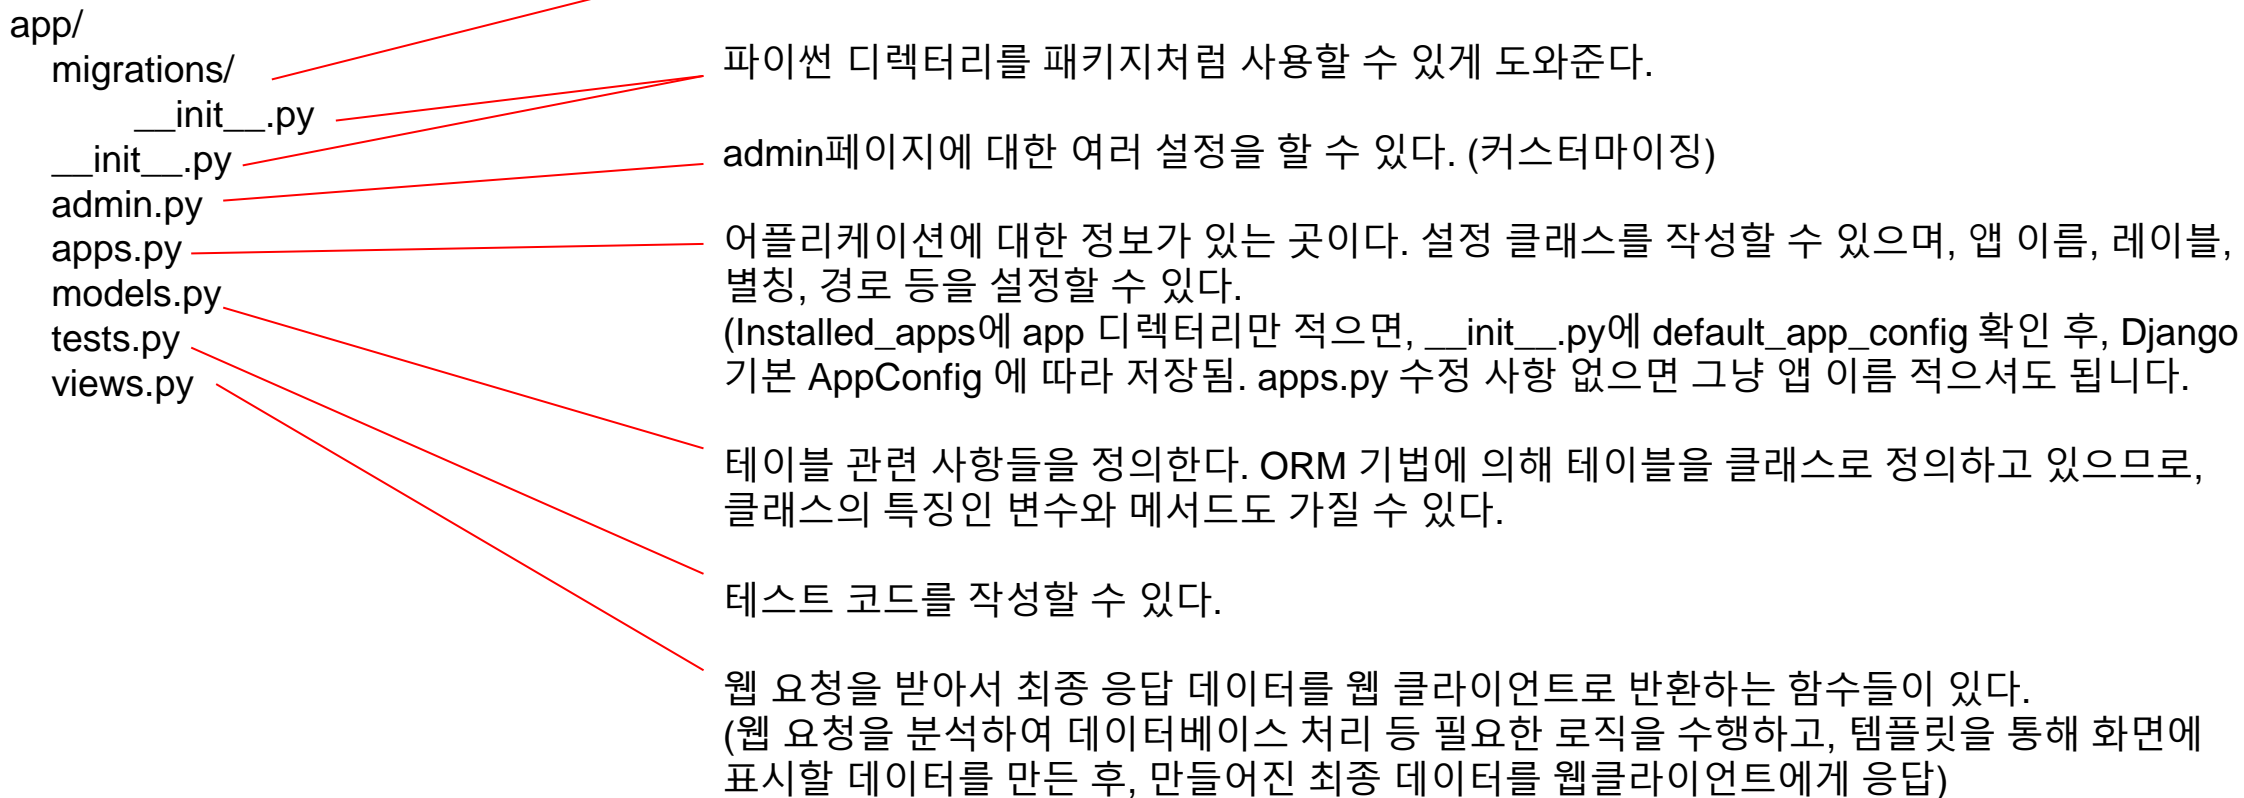 app/
migrations/
__init__.py
__init__.py
admin.py
apps.py
models.py
tests.py
views.py
파이썬 디렉터리를 패키지처럼 사용할 수 있게 도와준다.
admin페이지에 대한 여러 설정을 할 수 있다. (커스터마이징)
어플리케이션에 대한 정보가 있는 곳이다. 설정 클래스를 작성할 수 있으며, 앱 이름, 레이블,
별칭, 경로 등을 설정할 수 있다.
(Installed_apps에 app 디렉터리만 적으면, __init__.py에 default_app_config 확인 후, Django
기본 AppConfig 에 따라 저장됨. apps.py 수정 사항 없으면 그냥 앱 이름 적으셔도 됩니다.
테이블 관련 사항들을 정의한다. ORM 기법에 의해 테이블을 클래스로 정의하고 있으므로,
클래스의 특징인 변수와 메서드도 가질 수 있다.
테스트 코드를 작성할 수 있다.
웹 요청을 받아서 최종 응답 데이터를 웹 클라이언트로 반환하는 함수들이 있다.
(웹 요청을 분석하여 데이터베이스 처리 등 필요한 로직을 수행하고, 템플릿을 통해 화면에
표시할 데이터를 만든 후, 만들어진 최종 데이터를 웹클라이언트에게 응답)